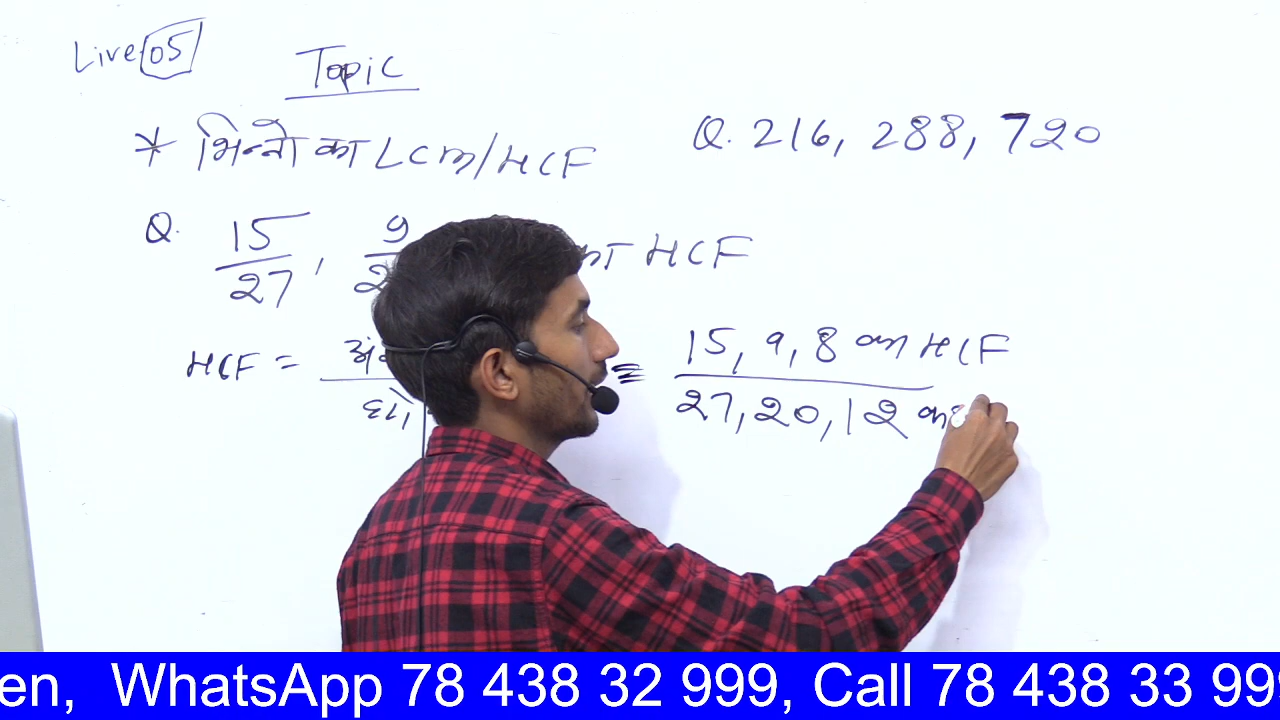 Live 05
Topic
* भिन्नो का LCM/HCF
Q. 216, 288, 720
Q. 15/27, 9/2 HCF
HCF =
= 15, 9, 8 का HCF
27, 20, 12 का
en, WhatsApp 78 438 32 999, Call 78 438 33 999